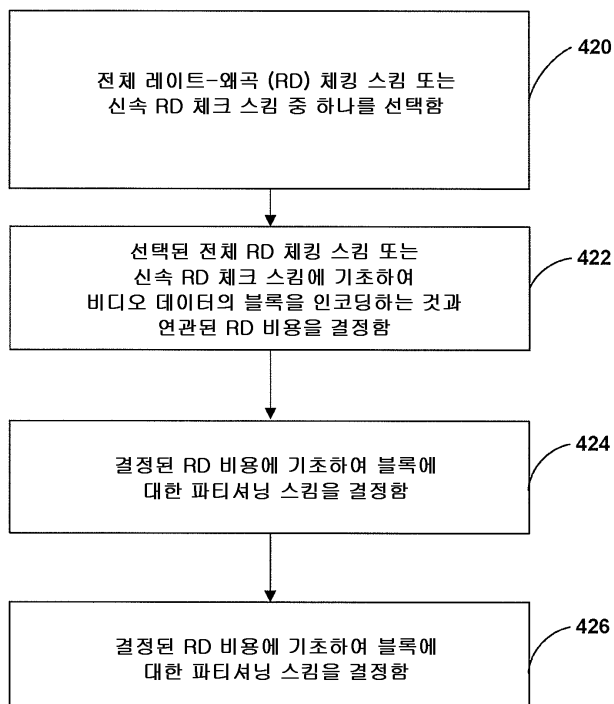 전체 레이트-왜곡 (RD) 체킹 스킴 또는
신속 RD 체크 스킴 중 하나를 선택함
420
선택된 전체 RD 체킹 스킴 또는
신속 RD 체크 스킴에 기초하여
비디오 데이터의 블록을 인코딩하는 것과
연관된 RD 비용을 결정함
422
결정된 RD 비용에 기초하여 블록에
대한 파티셔닝 스킴을 결정함
424
결정된 RD 비용에 기초하여 블록에
대한 파티셔닝 스킴을 결정함
426